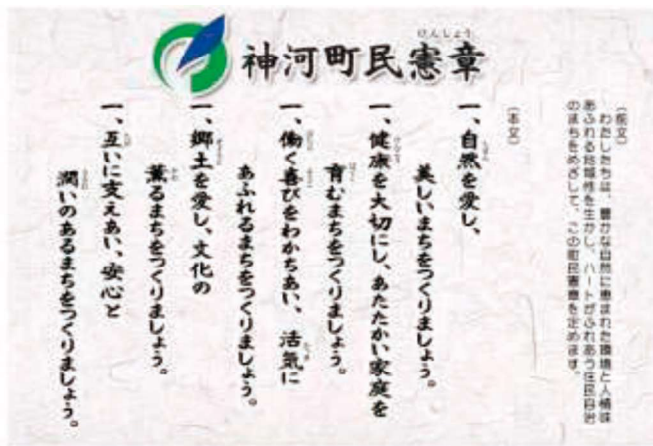 神河町民憲章
〔前文〕
わたしたちは、豊かな自然に恵まれた環境と人情味
あふれる地域性を生かし、ハートがふれあう住民自治
のまちをめざして、この町民憲章を定めます。
〔本文〕
一、自然を愛し、
美しいまちをつくりましょう。
一、健康を大切にし、あたたかい家庭を
育むまちをつくりましょう。
一、働く喜びをわかちあい、活気に
あふれるまちをつくりましょう。
一、郷土を愛し、文化の
薫るまちをつくりましょう。
一、互いに支えあい、安心と
潤いのあるまちをつくりましょう。